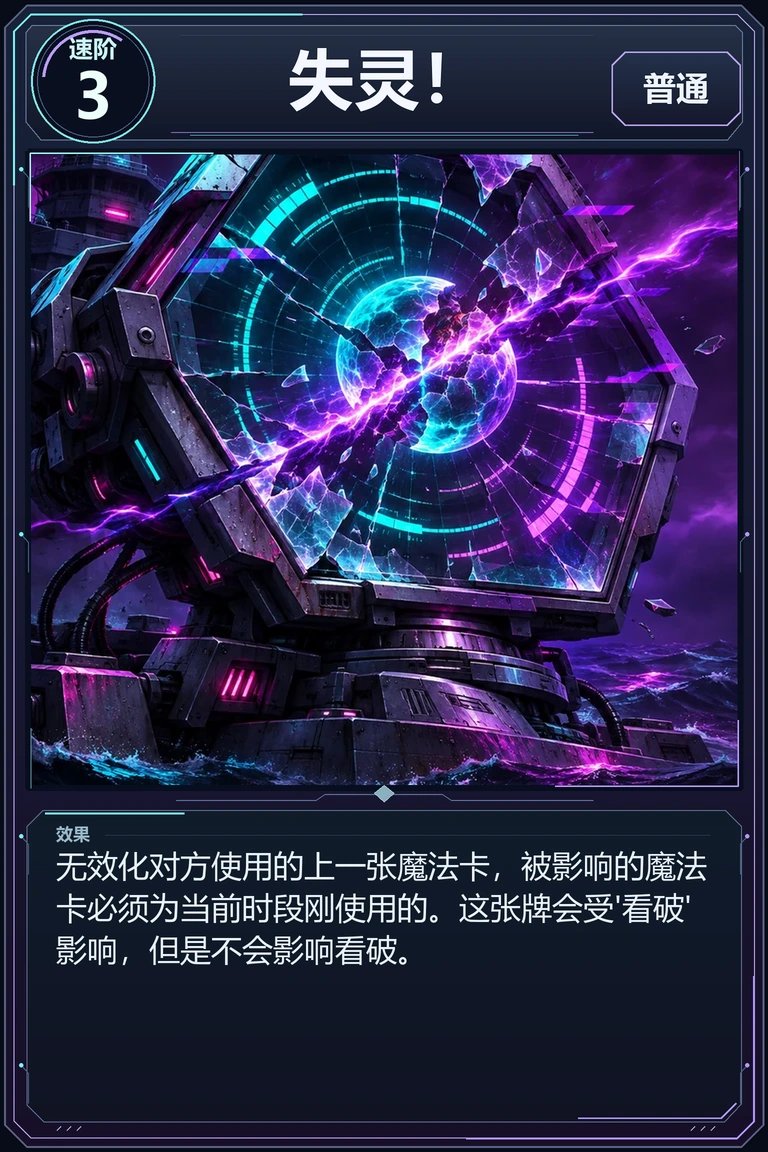 速阶
3
失灵！
普通
效果
无效化对方使用的上一张魔法卡，被影响的魔法
卡必须为当前时段刚使用的。这张牌会受'看破'
影响，但是不会影响看破。